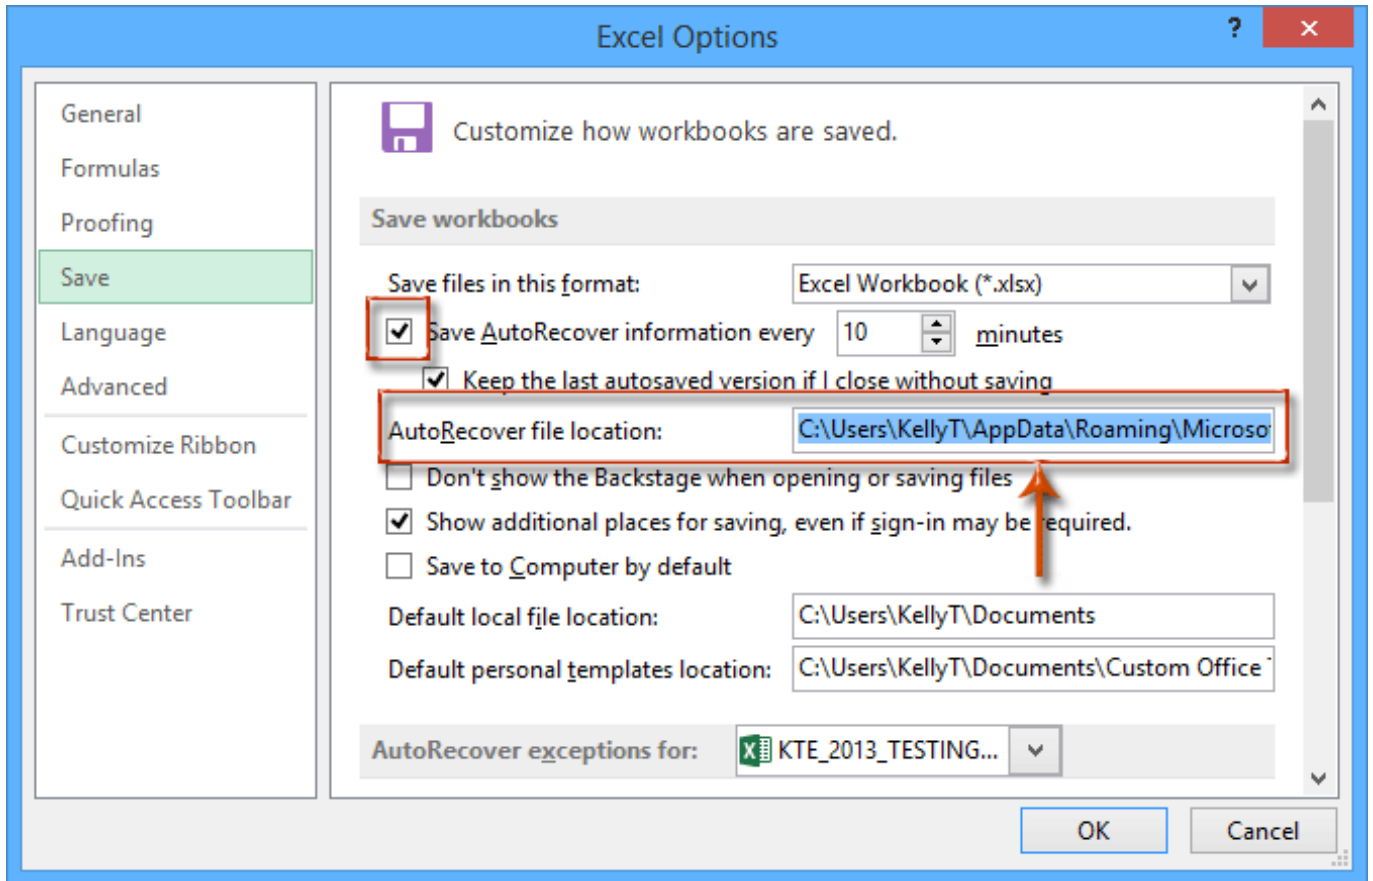 Excel Options
?
General
Formulas
Proofing
Save
Language
Advanced
Customize Ribbon
Quick Access Toolbar
Add-Ins
Trust Center
Customize how workbooks are saved.
Save workbooks
Save files in this format: Excel Workbook (*.xlsx)
Save AutoRecover information every 10 minutes
Keep the last autosaved version if I close without saving
AutoRecover file location: C:\Users\KellyT\AppData\Roaming\Microso
Don't show the Backstage when opening or saving files
Show additional places for saving, even if sign-in may be required.
Save to Computer by default
Default local file location: C:\Users\KellyT\Documents
Default personal templates location: C:\Users\KellyT\Documents\Custom Office
AutoRecover exceptions for: KTE_2013_TESTING...
OK Cancel